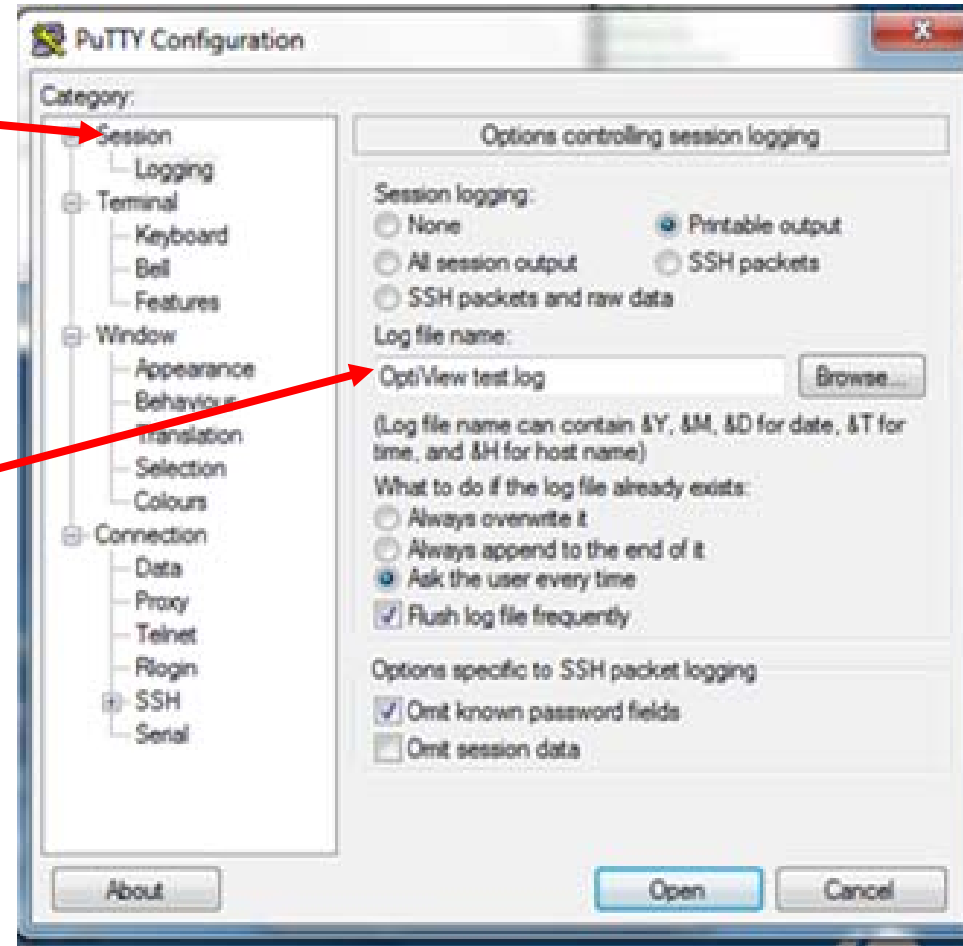 PuTTY Configuration
Category:
Session
Logging
Terminal
Keyboard
Bell
Features
Window
Appearance
Behaviour
Translation
Selection
Colours
Connection
Data
Proxy
Telnet
Rlogin
SSH
Serial
Options controlling session logging
Session logging:
None
Printable output
All session output
SSH packets
SSH packets and raw data
Log file name:
OptiView test.log
Browse...
(Log file name can contain &Y, &M, &D for date, &T for
time, and &H for host name)
What to do if the log file already exists:
Always overwrite it
Always append to the end of it
Ask the user every time
Flush log file frequently
Options specific to SSH packet logging
Omit known password fields
Omit session data
About
Open
Cancel